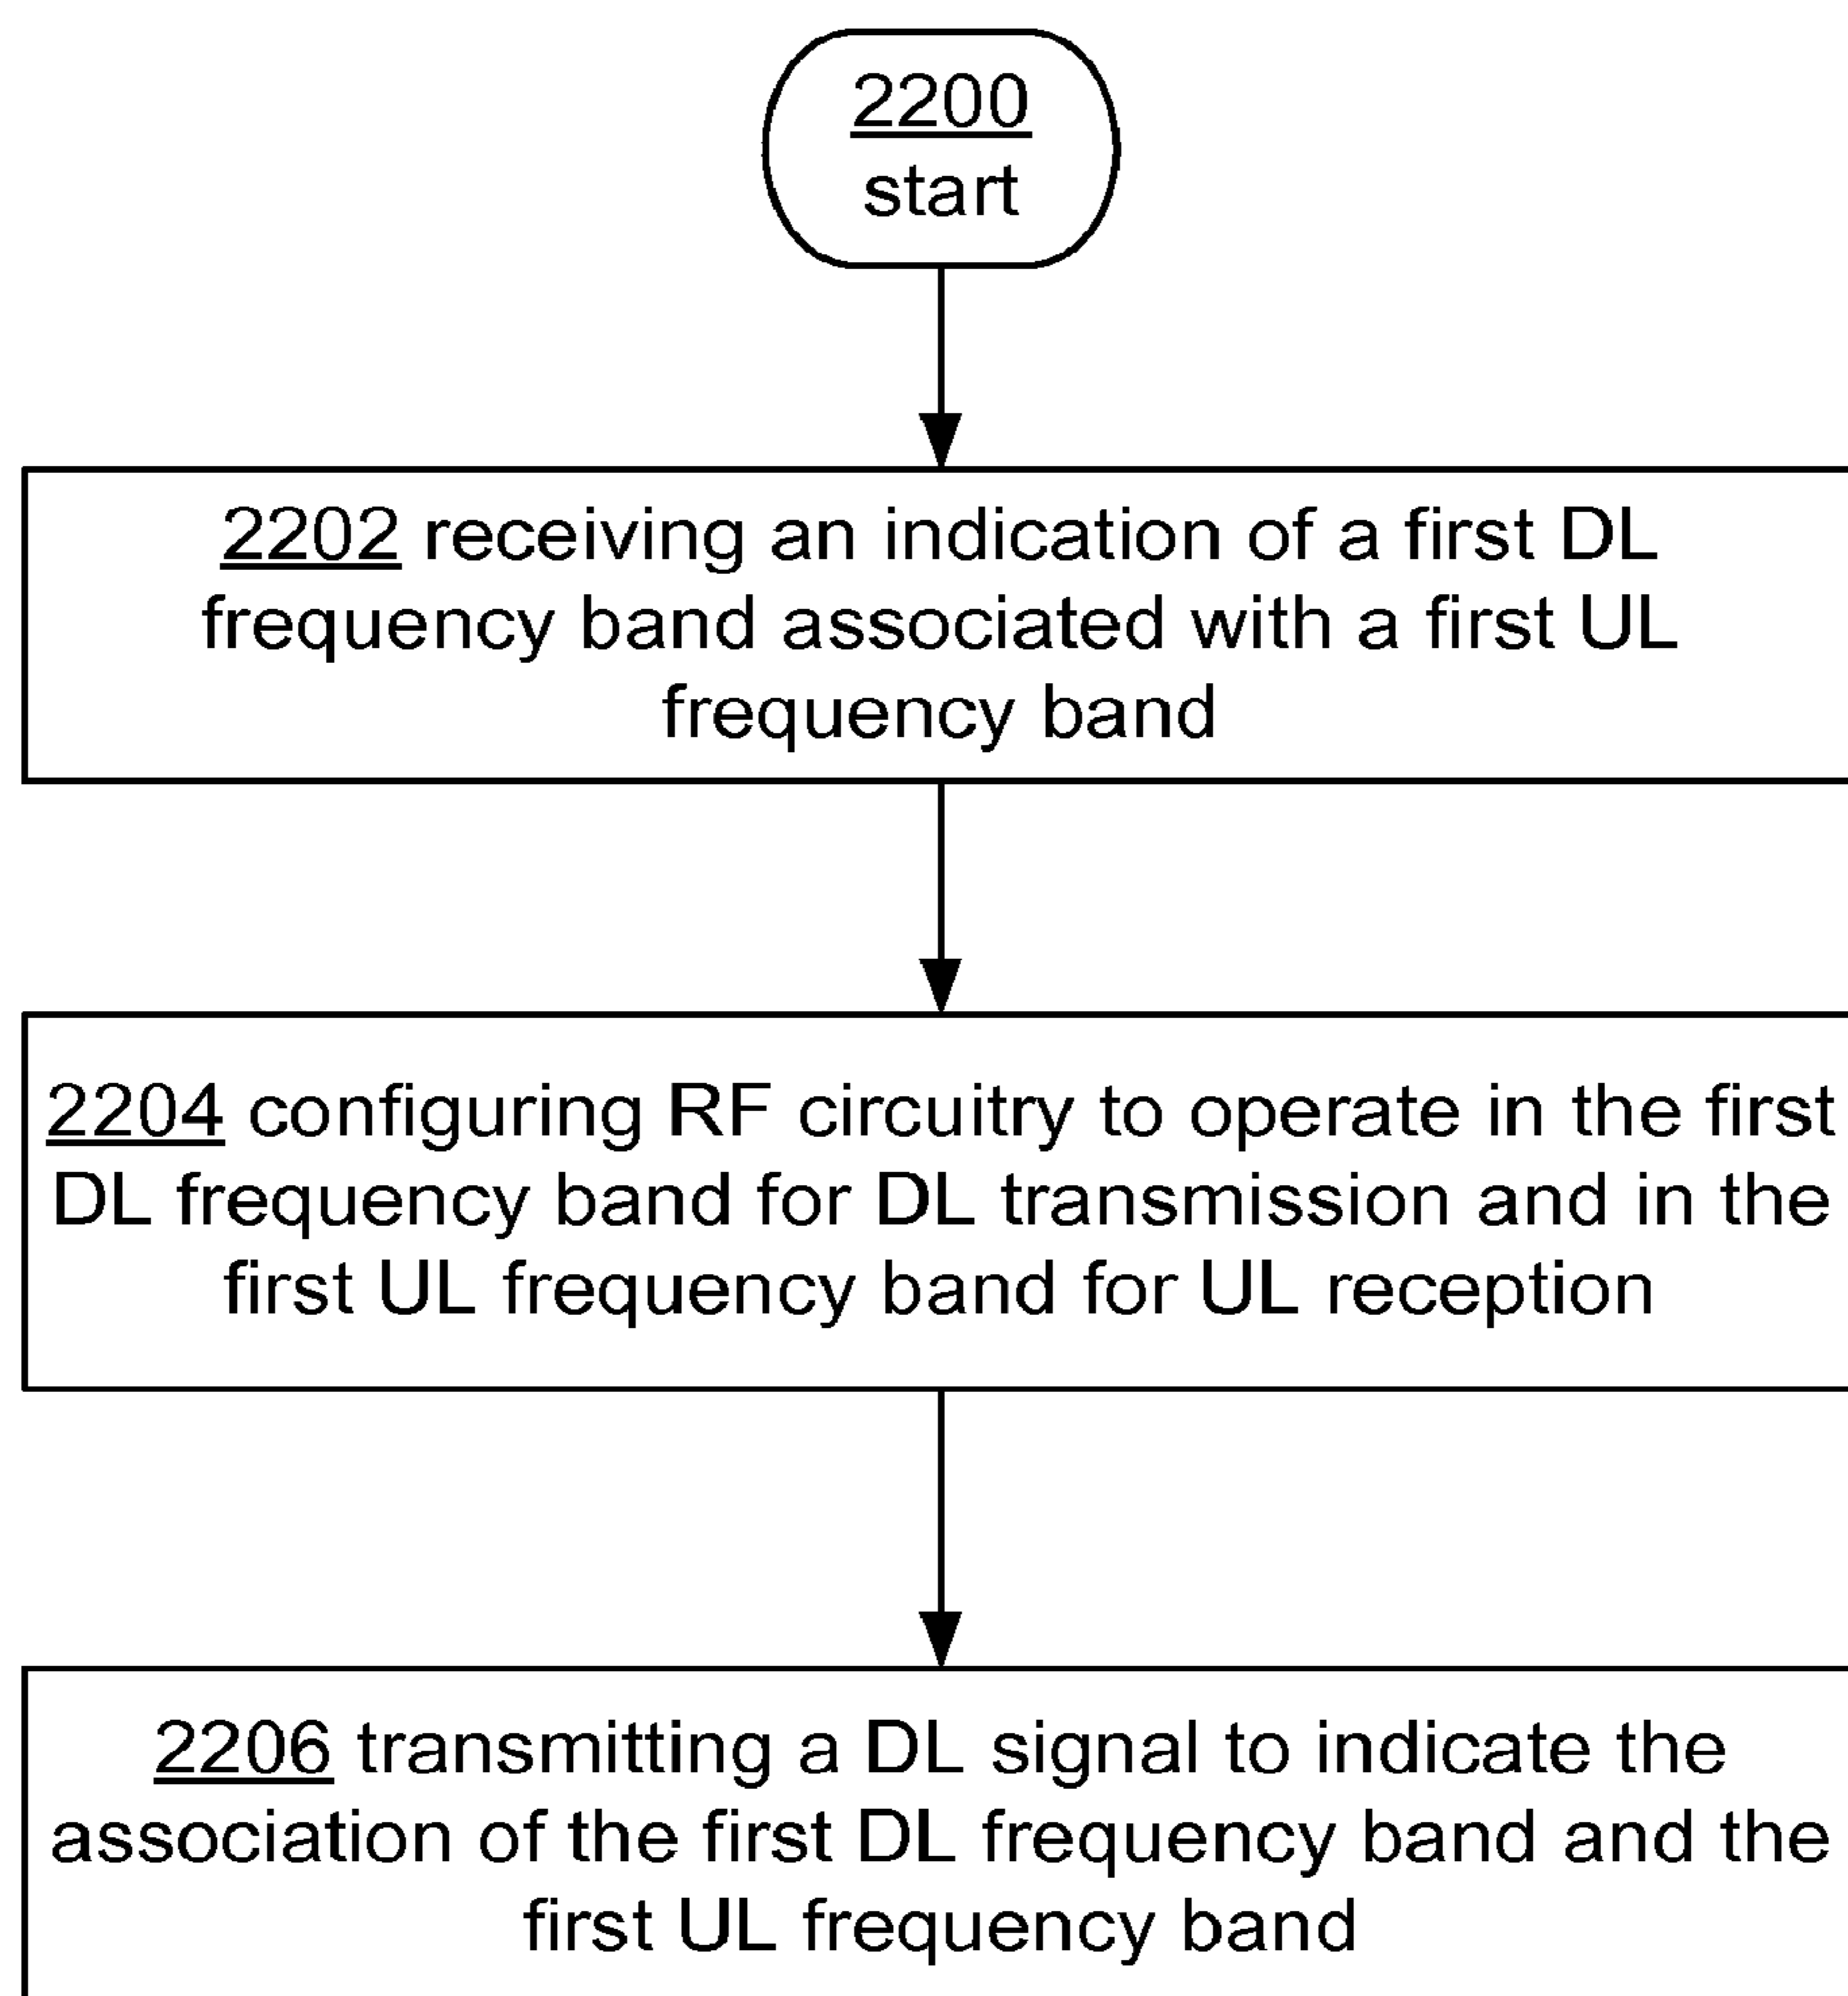 2200
start
2202 receiving an indication of a first DL
frequency band associated with a first UL
frequency band
2204 configuring RF circuitry to operate in the first
DL frequency band for DL transmission and in the
first UL frequency band for UL reception
2206 transmitting a DL signal to indicate the
association of the first DL frequency band and the
first UL frequency band